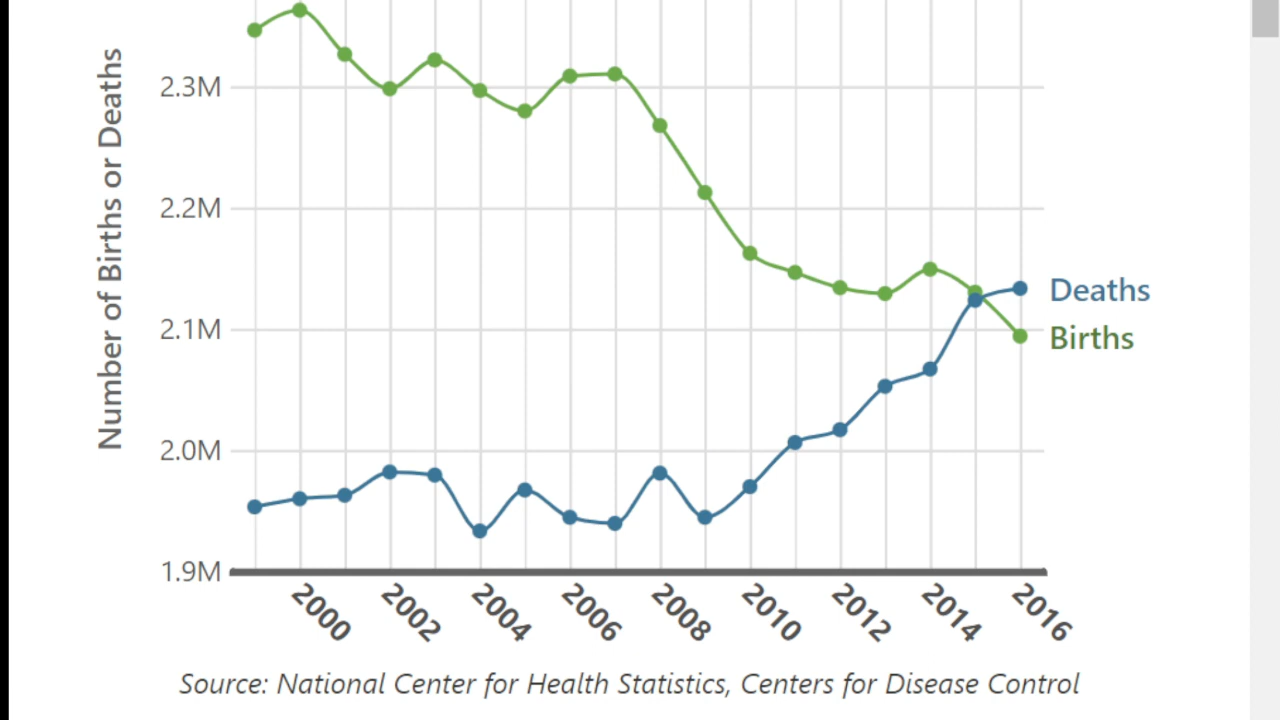 Number of Births or Deaths
2.3M
2.2M
2.1M
2.0M
1.9M
Deaths
Births
2000
2002
2004
2006
2008
2010
2012
2014
2016
Source: National Center for Health Statistics, Centers for Disease Control